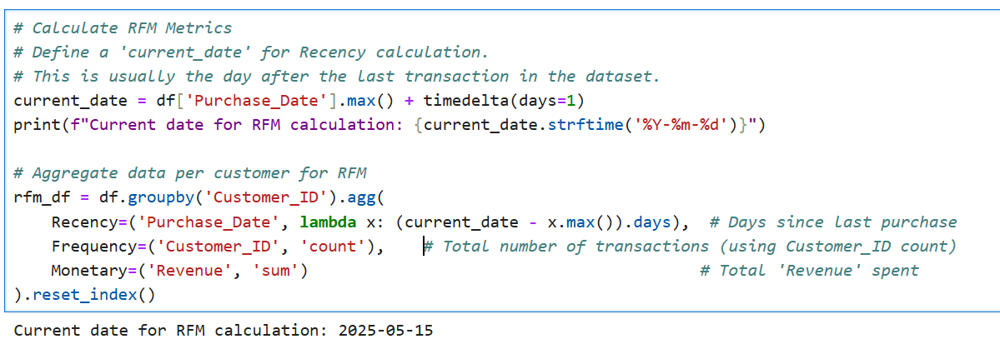 # Calculate RFM Metrics
# Define a 'current_date' for Recency calculation.
# This is usually the day after the last transaction in the dataset.
current_date = df['Purchase_Date'].max() + timedelta(days=1)
print(f"Current date for RFM calculation: {current_date.strftime('%Y-%m-%d')}")

# Aggregate data per customer for RFM
rfm_df = df.groupby('Customer_ID').agg(
    Recency=('Purchase_Date', lambda x: (current_date - x.max()).days),  # Days since last purchase
    Frequency=('Customer_ID', 'count'),    # Total number of transactions (using Customer_ID count)
    Monetary=('Revenue', 'sum')                                         # Total 'Revenue' spent
).reset_index()
Current date for RFM calculation: 2025-05-15